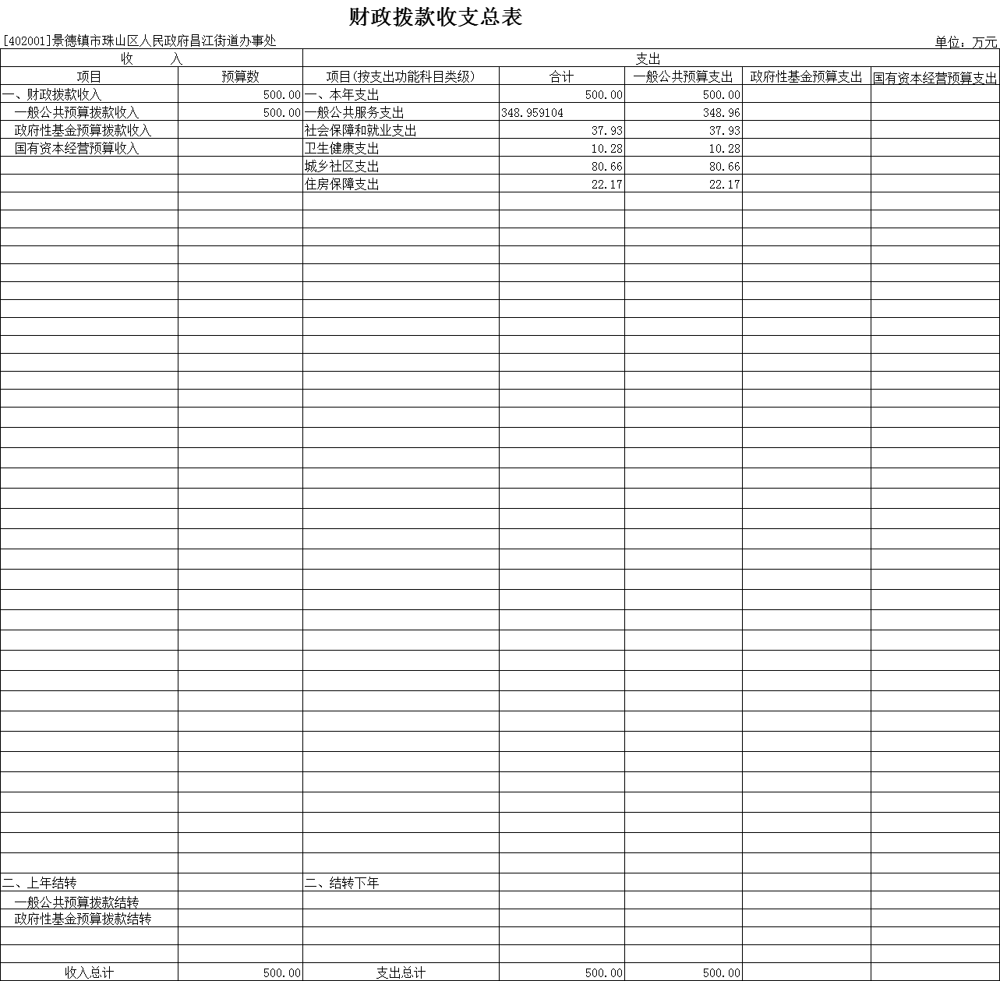 财政拨款收支总表
[402001]景德镇市珠山区人民政府昌江街道办事处 单位：万元
收 入 支出
项目 预算数 项目(按支出功能科目类级) 合计 一般公共预算支出 政府性基金预算支出 国有资本经营预算支出
一、财政拨款收入 500.00 一、本年支出 500.00 500.00
一般公共预算拨款收入 500.00 一般公共服务支出 348.959104 348.96
政府性基金预算拨款收入 社会保障和就业支出 37.93 37.93
国有资本经营预算收入 卫生健康支出 10.28 10.28
城乡社区支出 80.66 80.66
住房保障支出 22.17 22.17
二、上年结转 二、结转下年
一般公共预算拨款结转
政府性基金预算拨款结转
收入总计 500.00 支出总计 500.00 500.00